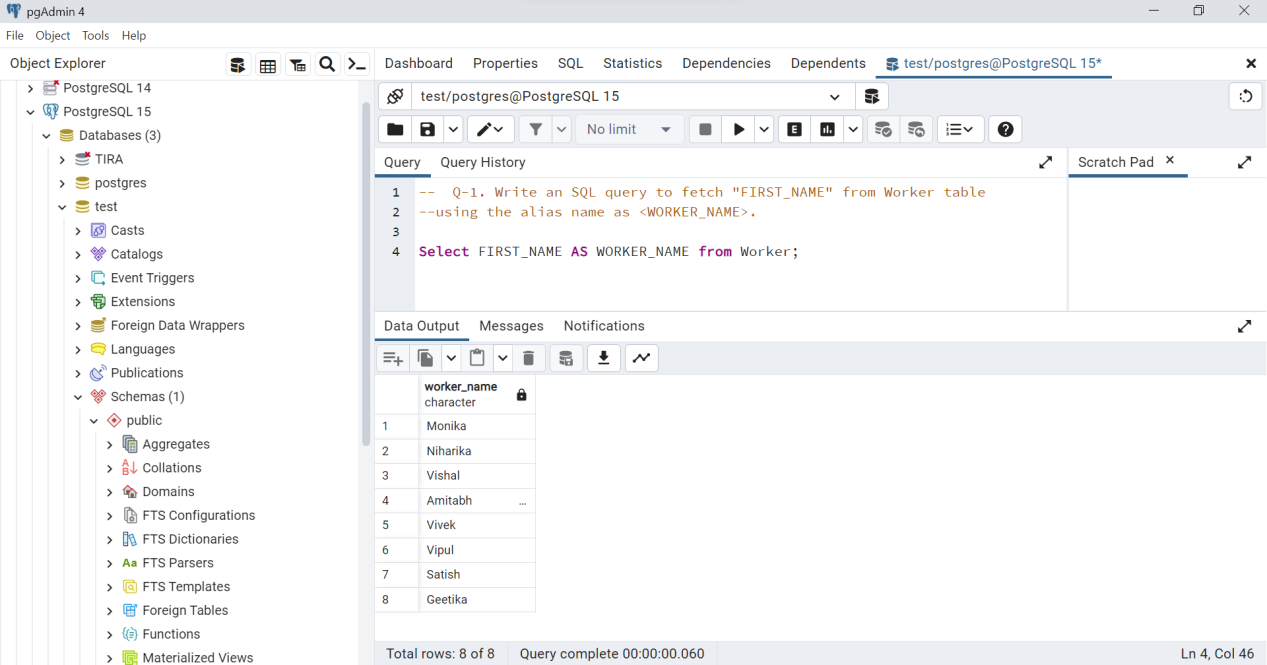 pgAdmin 4
File Object Tools Help
Object Explorer
Dashboard Properties SQL Statistics Dependencies Dependents test/postgres@PostgreSQL 15*
PostgreSQL 14
PostgreSQL 15
Databases (3)
TIRA
postgres
test
Casts
Catalogs
Event Triggers
Extensions
Foreign Data Wrappers
Languages
Publications
Schemas (1)
public
Aggregates
Collations
Domains
FTS Configurations
FTS Dictionaries
Aa FTS Parsers
FTS Templates
Foreign Tables
Functions
Materialized Views
test/postgres@PostgreSQL 15
No limit
E
Query Query History
Scratch Pad
1 -- Q-1. Write an SQL query to fetch "FIRST_NAME" from Worker table
2 --using the alias name as <WORKER_NAME>.
3
4 Select FIRST_NAME AS WORKER_NAME from Worker;
Data Output Messages Notifications
worker_name
character
1 Monika
2 Niharika
3 Vishal
4 Amitabh ...
5 Vivek
6 Vipul
7 Satish
8 Geetika
Total rows: 8 of 8 Query complete 00:00:00.060 Ln 4, Col 46